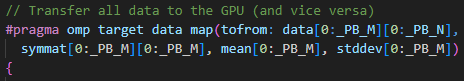 // Transfer all data to the GPU (and vice versa)
#pragma omp target data map(tofrom: data[0:_PB_M][0:_PB_N],
symmat[0:_PB_M][0:_PB_M], mean[0:_PB_M], stddev[0:_PB_M])
{